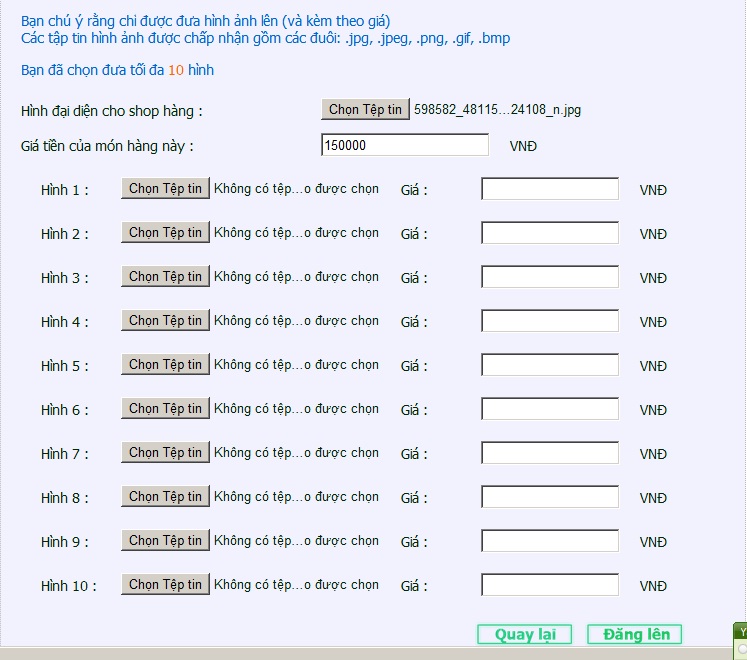 Bạn chú ý rằng chi được đưa hình ảnh lên (và kèm theo giá)
Các tập tin hình ảnh được chấp nhận gồm các đuôi: .jpg, .jpeg, .png, .gif, .bmp
Bạn đã chọn đưa tối đa 10 hình
Hình đại diện cho shop hàng : Chọn Tệp tin 598582_48115...24108_n.jpg
Giá tiền của món hàng này : 150000 VNĐ
Hình 1 : Chọn Tệp tin Không có tệp...o được chọn Giá : VNĐ
Hình 2 : Chọn Tệp tin Không có tệp...o được chọn Giá : VNĐ
Hình 3 : Chọn Tệp tin Không có tệp...o được chọn Giá : VNĐ
Hình 4 : Chọn Tệp tin Không có tệp...o được chọn Giá : VNĐ
Hình 5 : Chọn Tệp tin Không có tệp...o được chọn Giá : VNĐ
Hình 6 : Chọn Tệp tin Không có tệp...o được chọn Giá : VNĐ
Hình 7 : Chọn Tệp tin Không có tệp...o được chọn Giá : VNĐ
Hình 8 : Chọn Tệp tin Không có tệp...o được chọn Giá : VNĐ
Hình 9 : Chọn Tệp tin Không có tệp...o được chọn Giá : VNĐ
Hình 10 : Chọn Tệp tin Không có tệp...o được chọn Giá : VNĐ
Quay lại Đăng lên